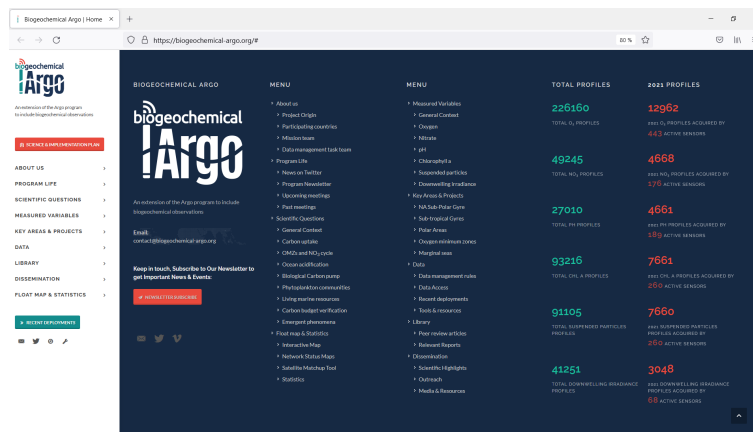 Biogeochemical Argo | Home
https://biogeochemical-argo.org/#
80 %
biogeochemical
Argo
An extension of the Argo program
to include biogeochemical observations
SCIENCE & IMPLEMENTATION PLAN
ABOUT US
PROGRAM LIFE
SCIENTIFIC QUESTIONS
MEASURED VARIABLES
KEY AREAS & PROJECTS
DATA
LIBRARY
DISSEMINATION
FLOAT MAP & STATISTICS
RECENT DEPLOYMENTS
BIOGEOCHEMICAL ARGO
biogeochemical
Argo
An extension of the Argo program to include
biogeochemical observations
Email:
contact@biogeochemical-argo.org
Keep in touch, Subscribe to Our Newsletter to
get Important News & Events:
NEWSLETTER SUBSCRIBE
MENU
About us
Project Origin
Participating countries
Mission team
Data management task team
Program Life
News on Twitter
Program Newsletter
Upcoming meetings
Past meetings
Scientific Questions
General Context
Carbon uptake
OMZs and NO3 cycle
Ocean acidification
Biological Carbon pump
Phytoplankton communities
Living marine resources
Carbon budget verification
Emergent phenomena
Float map & Statistics
Interactive Map
Network Status Maps
Satellite Matchup Tool
Statistics
MENU
Measured Variables
General Context
Oxygen
Nitrate
pH
Chlorophyll a
Suspended particles
Downwelling Irradiance
Key Areas & Projects
NA Sub-Polar Gyre
Sub-tropical Gyres
Polar Areas
Oxygen minimum zones
Marginal seas
Data
Data management rules
Data Access
Recent deployments
Tools & resources
Library
Peer review articles
Relevant Reports
Dissemination
Scientific Highlights
Outreach
Media & Resources
TOTAL PROFILES
226160
TOTAL O2 PROFILES
49245
TOTAL NO3 PROFILES
27010
TOTAL PH PROFILES
93216
TOTAL CHL A PROFILES
91105
TOTAL SUSPENDED PARTICLES
PROFILES
41251
TOTAL DOWNWELLING IRRADIANCE
PROFILES
2021 PROFILES
12962
2021 O2 PROFILES ACQUIRED BY
443 ACTIVE SENSORS
4668
2021 NO3 PROFILES ACQUIRED BY
176 ACTIVE SENSORS
4661
2021 PH PROFILES ACQUIRED BY
189 ACTIVE SENSORS
7661
2021 CHL A PROFILES ACQUIRED BY
260 ACTIVE SENSORS
7660
2021 SUSPENDED PARTICLES
PROFILES ACQUIRED BY
260 ACTIVE SENSORS
3048
2021 DOWNWELLING IRRADIANCE
PROFILES ACQUIRED BY
68 ACTIVE SENSORS